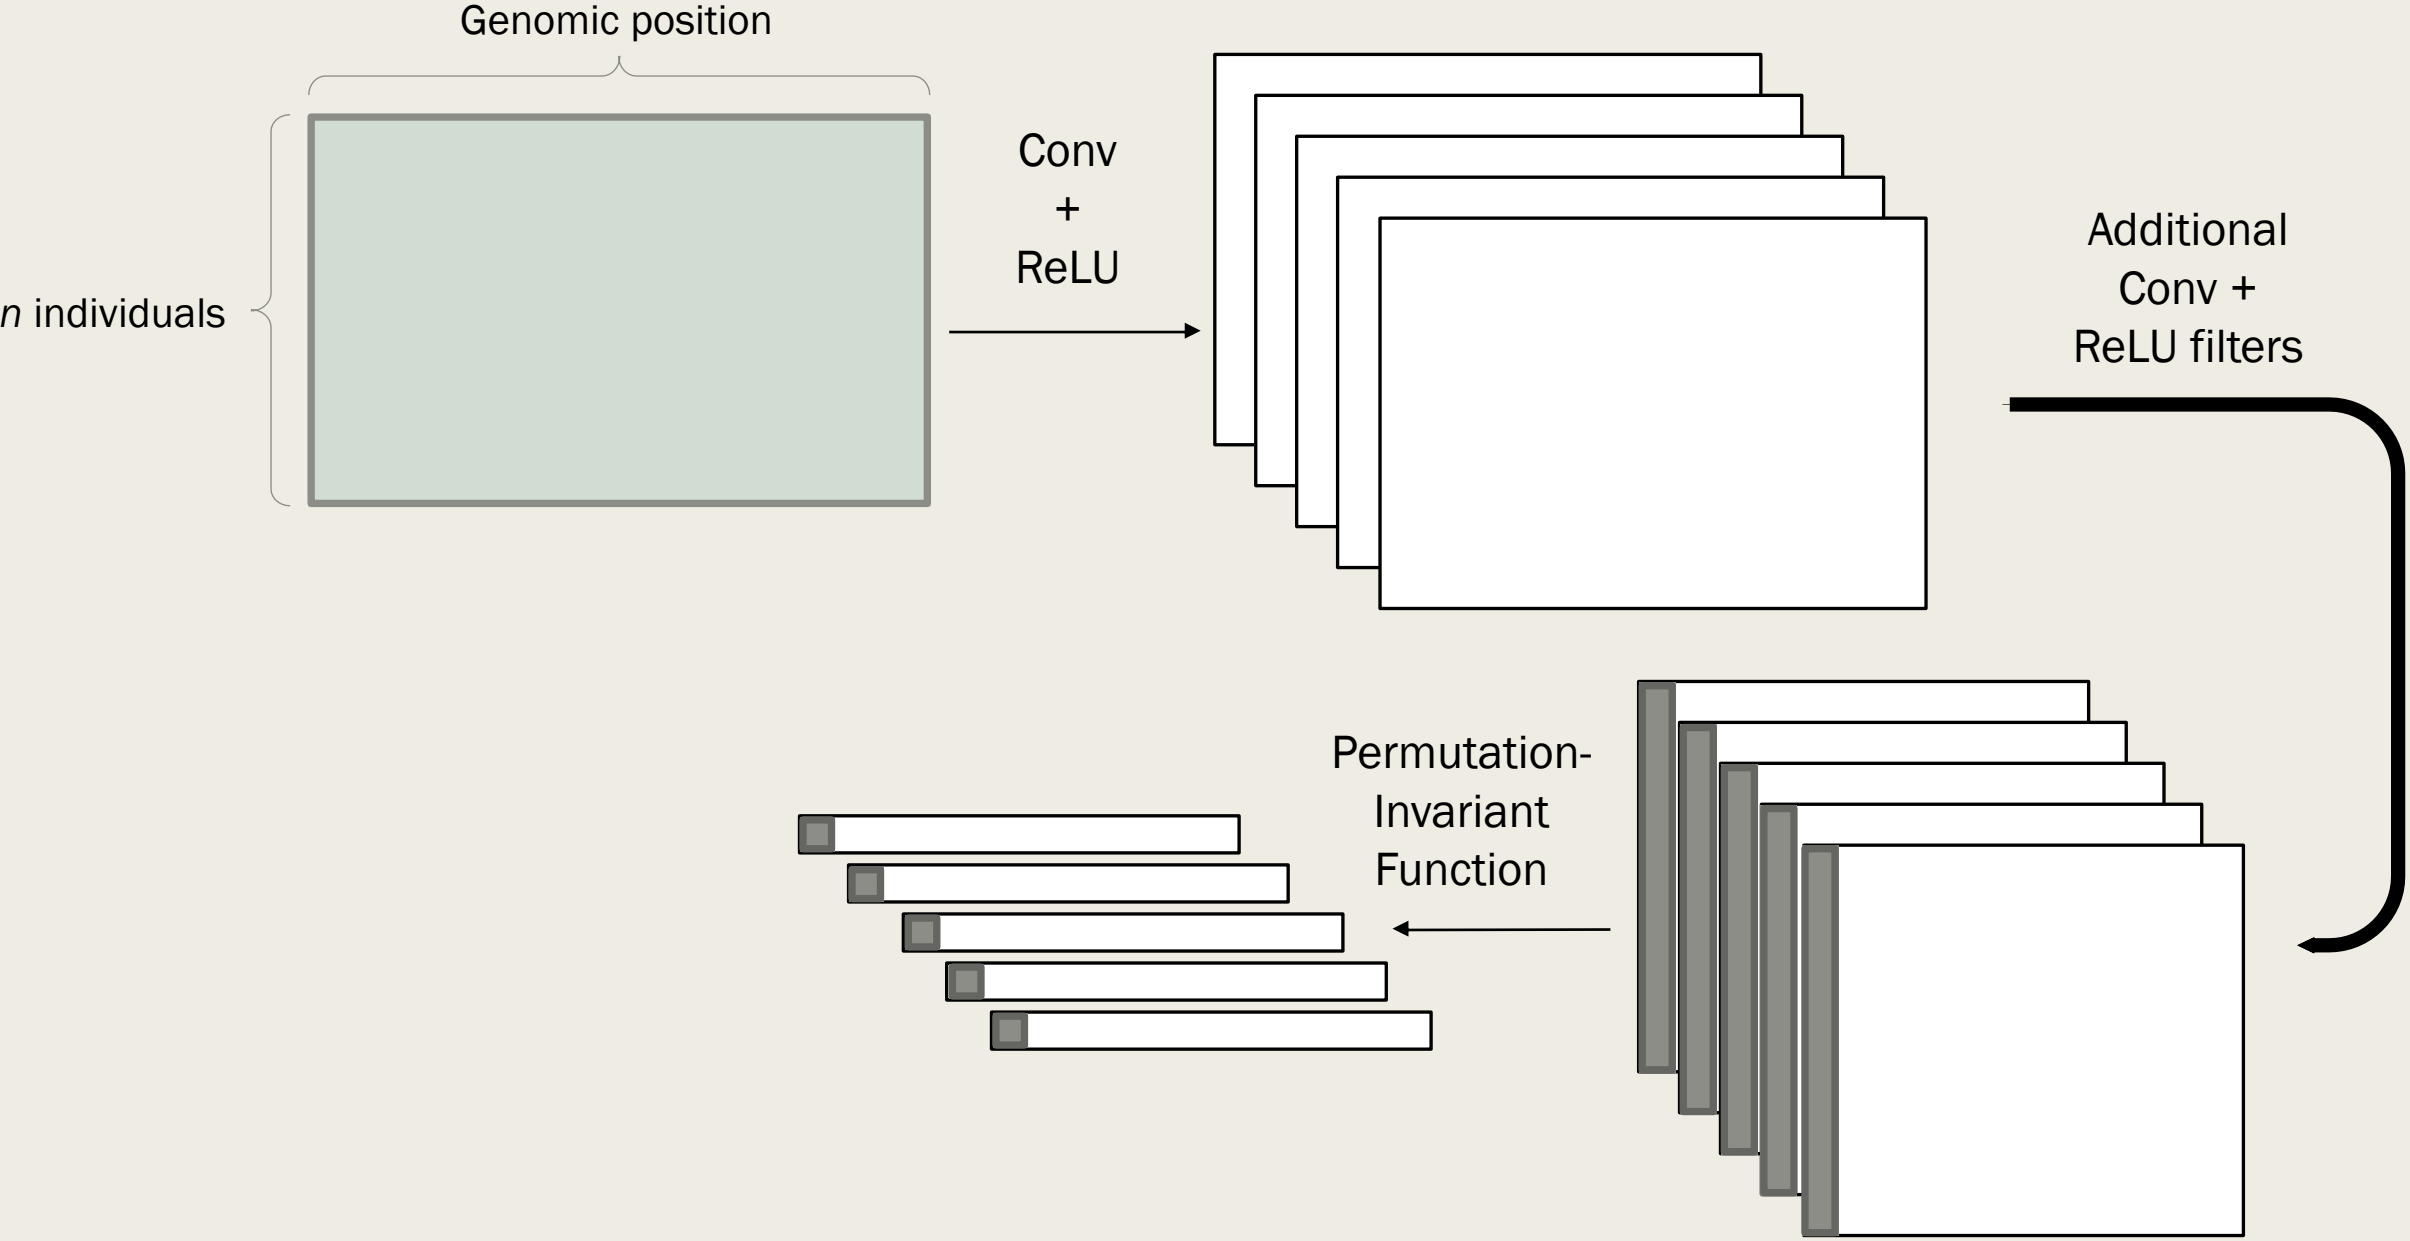 Genomic position
n individuals
Conv
+
ReLU
Additional
Conv +
ReLU filters
Permutation-
Invariant
Function